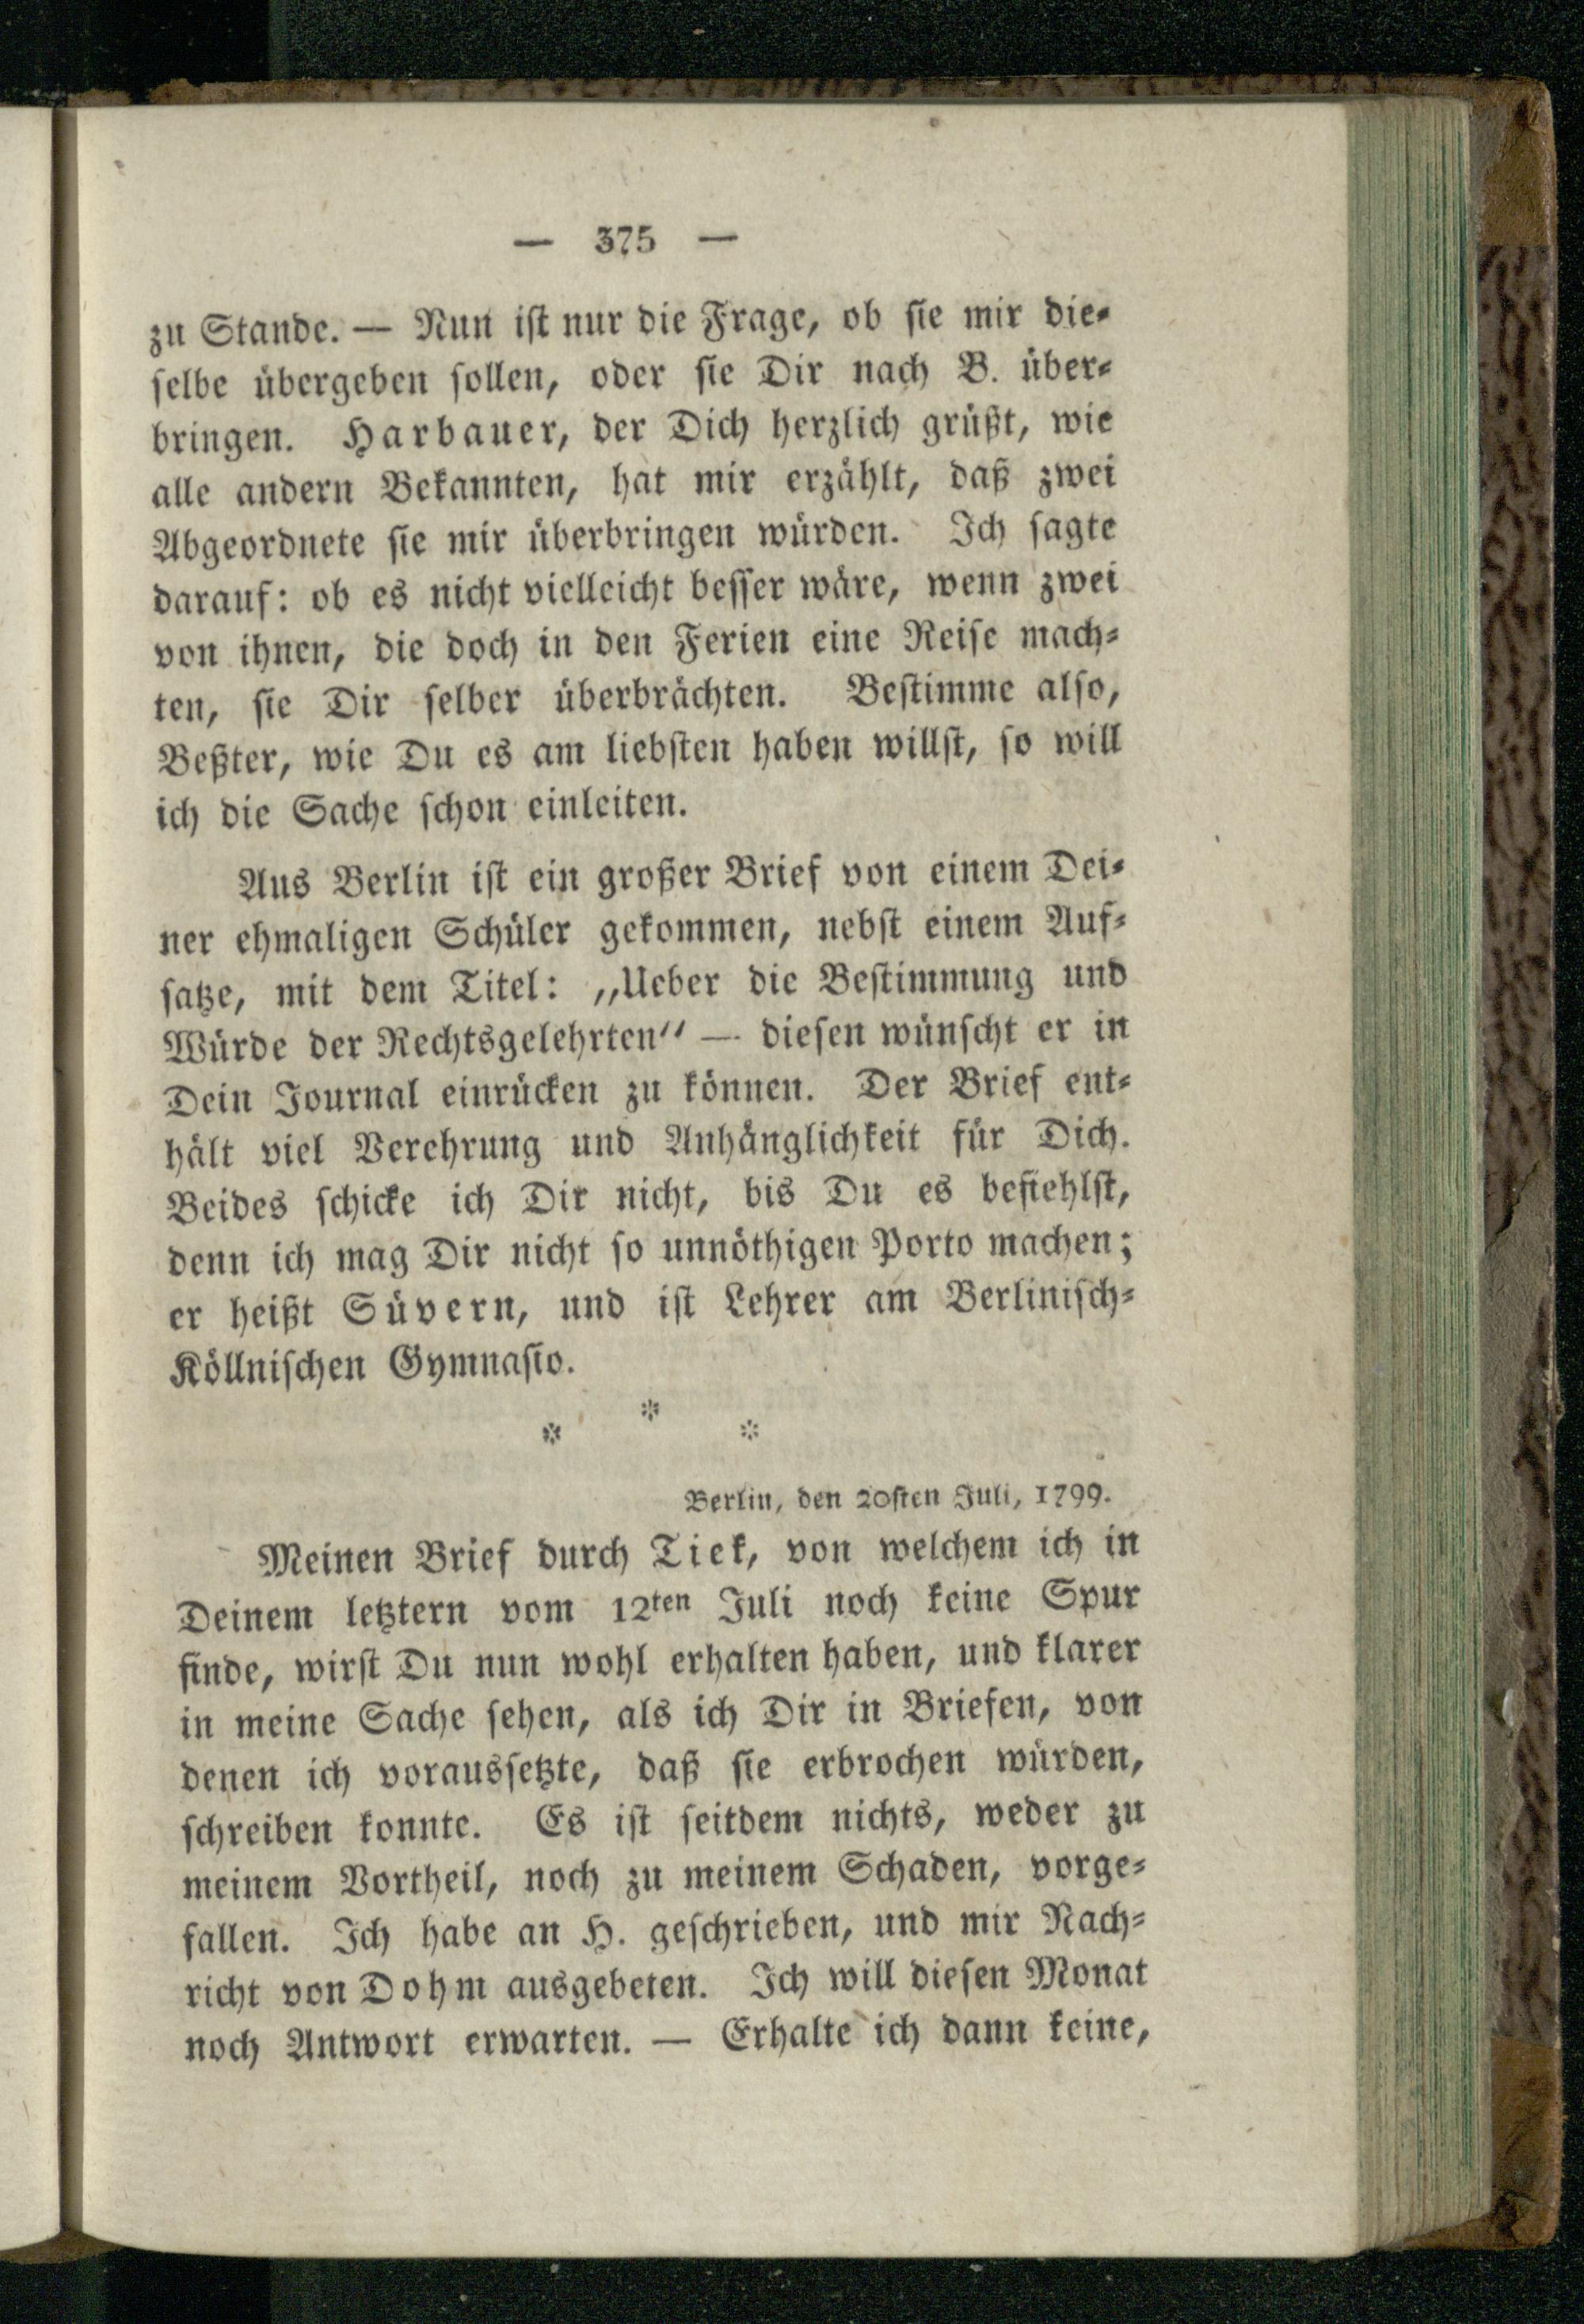 — 375 —
zu Stande. — Nun iſt nur die Frage, ob ſie mir die⸗
ſelbe übergeben ſollen, oder ſie Dir nach B. über⸗
bringen. Harbauer, der Dich herzlich grüßt, wie
alle andern Bekannten, hat mir erzählt, daß zwei
Abgeordnete ſie mir überbringen würden. Ich ſagte
darauf: ob es nicht vielleicht beſſer wäre, wenn zwei
von ihnen, die doch in den Ferien eine Reiſe mach⸗
ten, ſie Dir ſelber überbrächten. Beſtimme alſo,
Beßter, wie Du es am liebſten haben willſt, ſo will
ich die Sache ſchon einleiten.
Aus Berlin iſt ein großer Brief von einem Dei⸗
ner ehmaligen Schüler gekommen, nebſt einem Auf⸗
ſatze, mit dem Titel: „Ueber die Beſtimmung und
Würde der Rechtsgelehrten“ — dieſen wünſcht er in
Dein Journal einrücken zu können. Der Brief ent⸗
hält viel Verehrung und Anhänglichkeit für Dich.
Beides ſchicke ich Dir nicht, bis Du es befiehlſt,
denn ich mag Dir nicht ſo unnöthigen Porto machen;
er heißt Süvern, und iſt Lehrer am Berliniſch⸗
Köllniſchen Gymnaſio.
* * *
Berlin, den 20ſten Juli, 1799.
Meinen Brief durch Tiek, von welchem ich in
Deinem letztern vom 12ten Juli noch keine Spur
finde, wirſt Du nun wohl erhalten haben, und klarer
in meine Sache ſehen, als ich Dir in Briefen, von
denen ich vorausſetzte, daß ſie erbrochen würden,
ſchreiben konnte. Es iſt ſeitdem nichts, weder zu
meinem Vortheil, noch zu meinem Schaden, vorge⸗
fallen. Ich habe an H. geſchrieben, und mir Nach⸗
richt von Dohm ausgebeten. Ich will dieſen Monat
noch Antwort erwarten. — Erhalte ich dann keine,